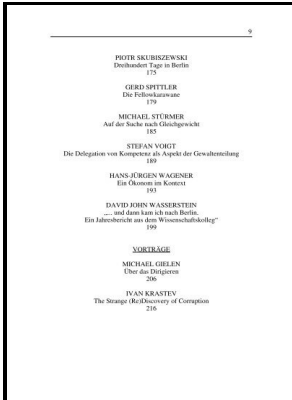 9
PIOTR SKUBISZEWSKI
Dreihundert Tage in Berlin
175
GERD SPITTLER
Die Fellowkarawane
179
MICHAEL STÜRMER
Auf der Suche nach Gleichgewicht
185
STEFAN VOIGT
Die Delegation von Kompetenz als Aspekt der Gewaltenteilung
189
HANS-JÜRGEN WAGENER
Ein Ökonom im Kontext
193
DAVID JOHN WASSERSTEIN
„... und dann kam ich nach Berlin.
Ein Jahresbericht aus dem Wissenschaftskolleg“
199
VORTRÄGE
MICHAEL GIELEN
Über das Dirigieren
206
IVAN KRASTEV
The Strange (Re)Discovery of Corruption
216